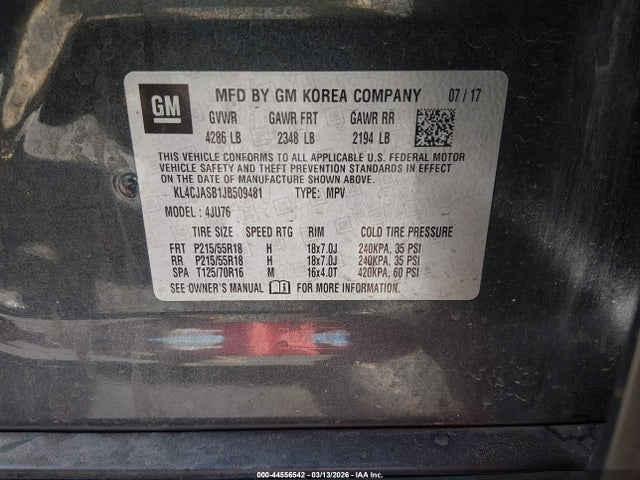 GM
MFD BY GM KOREA COMPANY 07 / 17
GVWR GAWR FRT GAWR RR
4286 LB 2348 LB 2194 LB
THIS VEHICLE CONFORMS TO ALL APPLICABLE U.S. FEDERAL MOTOR
VEHICLE SAFETY AND THEFT PREVENTION STANDARDS IN EFFECT
ON THE DATE OF MANUFACTURE SHOWN ABOVE.
KL4CJASB1JB509481 TYPE: MPV
MODEL : 4JU76
TIRE SIZE SPEED RTG RIM COLD TIRE PRESSURE
FRT P215/55R18 H 18x7.0J 240KPA, 35 PSI
RR P215/55R18 H 18x7.0J 240KPA, 35 PSI
SPA T125/70R16 M 16x4.0T 420KPA, 60 PSI
SEE OWNER'S MANUAL FOR MORE INFORMATION.
000-44556542 - 03/13/2026 - IAA Inc.